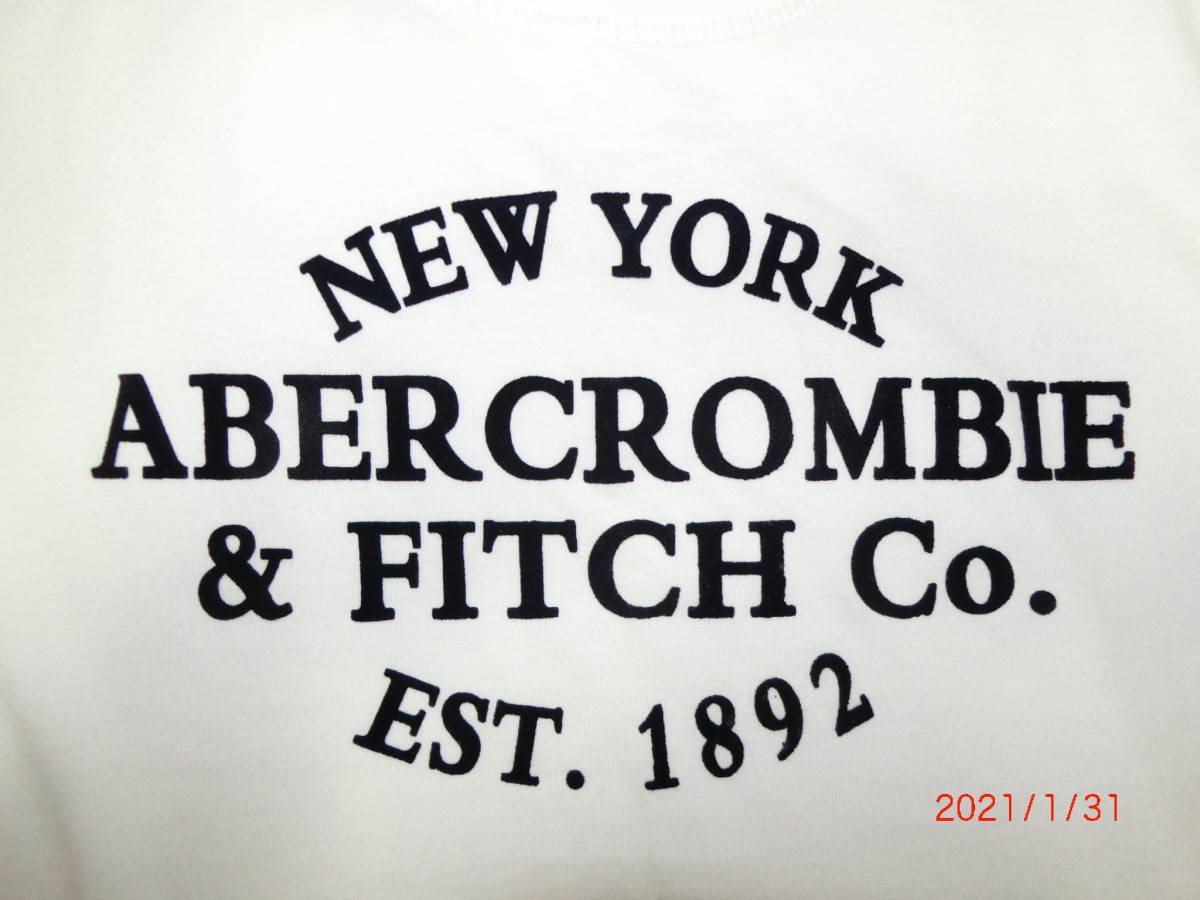 NEW YORK
ABERCROMBIE
& FITCH Co.
EST. 1892
2021/1/31